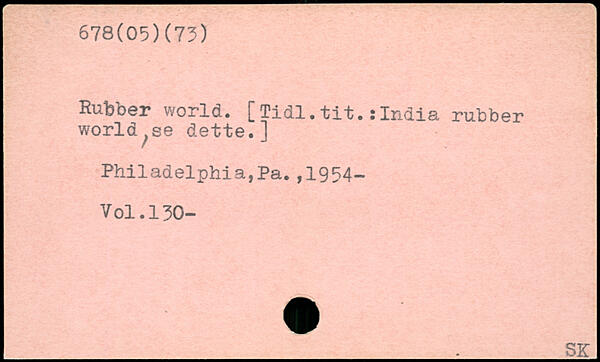 678(05)(73)
Rubber world. [Tidl.tit.:India rubber
world,se dette.]
Philadelphia,Pa.,1954-
Vol.130-
SK